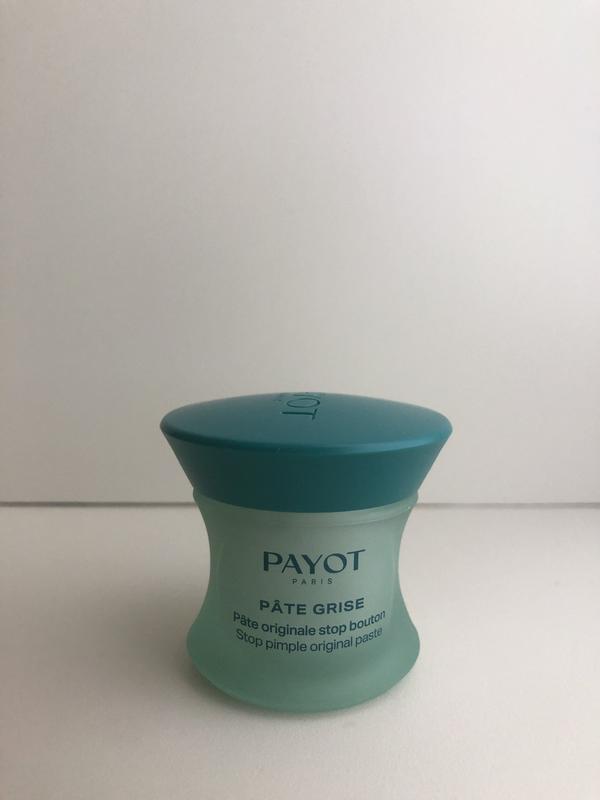 PAYOT
PARIS
PÂTE GRISE
Pâte originale stop bouton
Stop pimple original paste